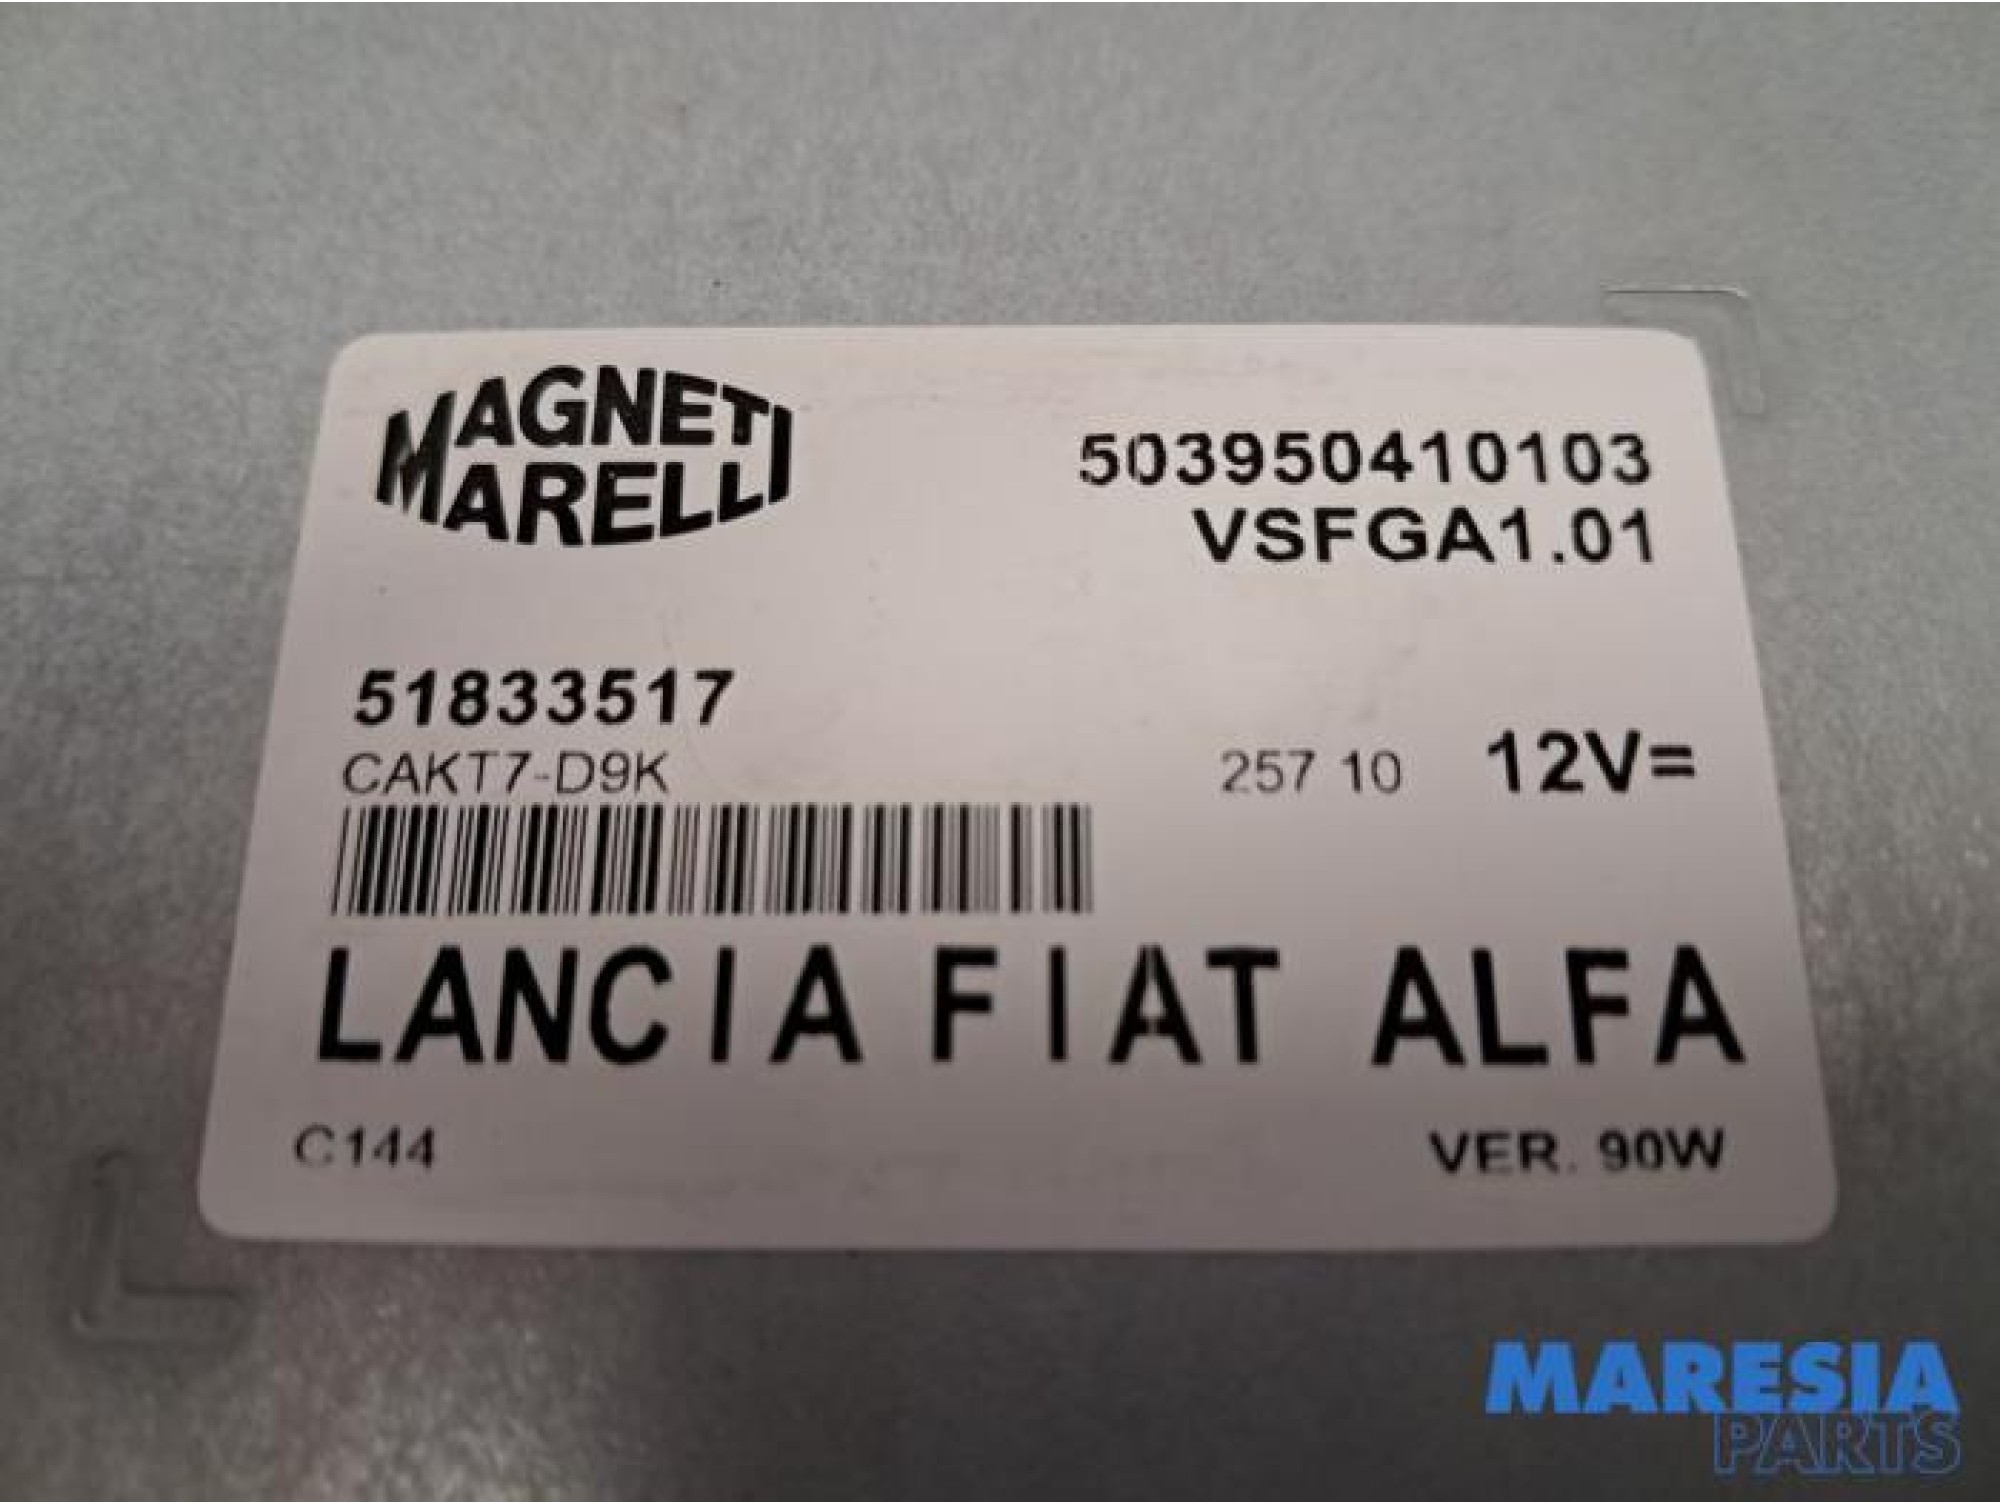 MAGNETI
MARELLI
503950410103
VSFGA1.01
51833517
CAKT7-D9K
257 10 12V=
LANCIA FIAT ALFA
C144
VER. 90W
MARESIA
PARTS